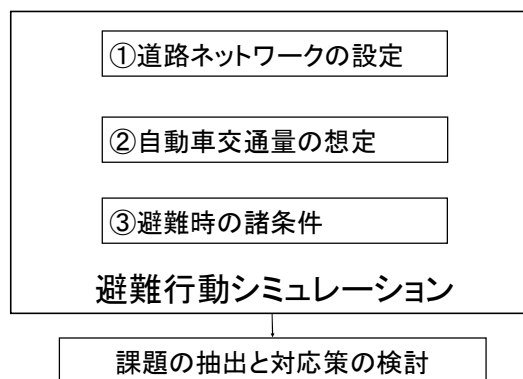 ①道路ネットワークの設定
②自動車交通量の想定
③避難時の諸条件
避難行動シミュレーション
課題の抽出と対応策の検討